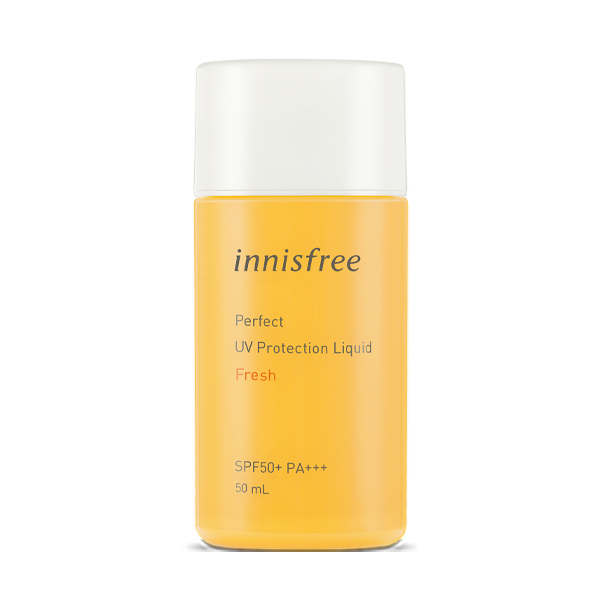 innisfree
Perfect
UV Protection Liquid
Fresh
SPF50+ PA+++
50 mL